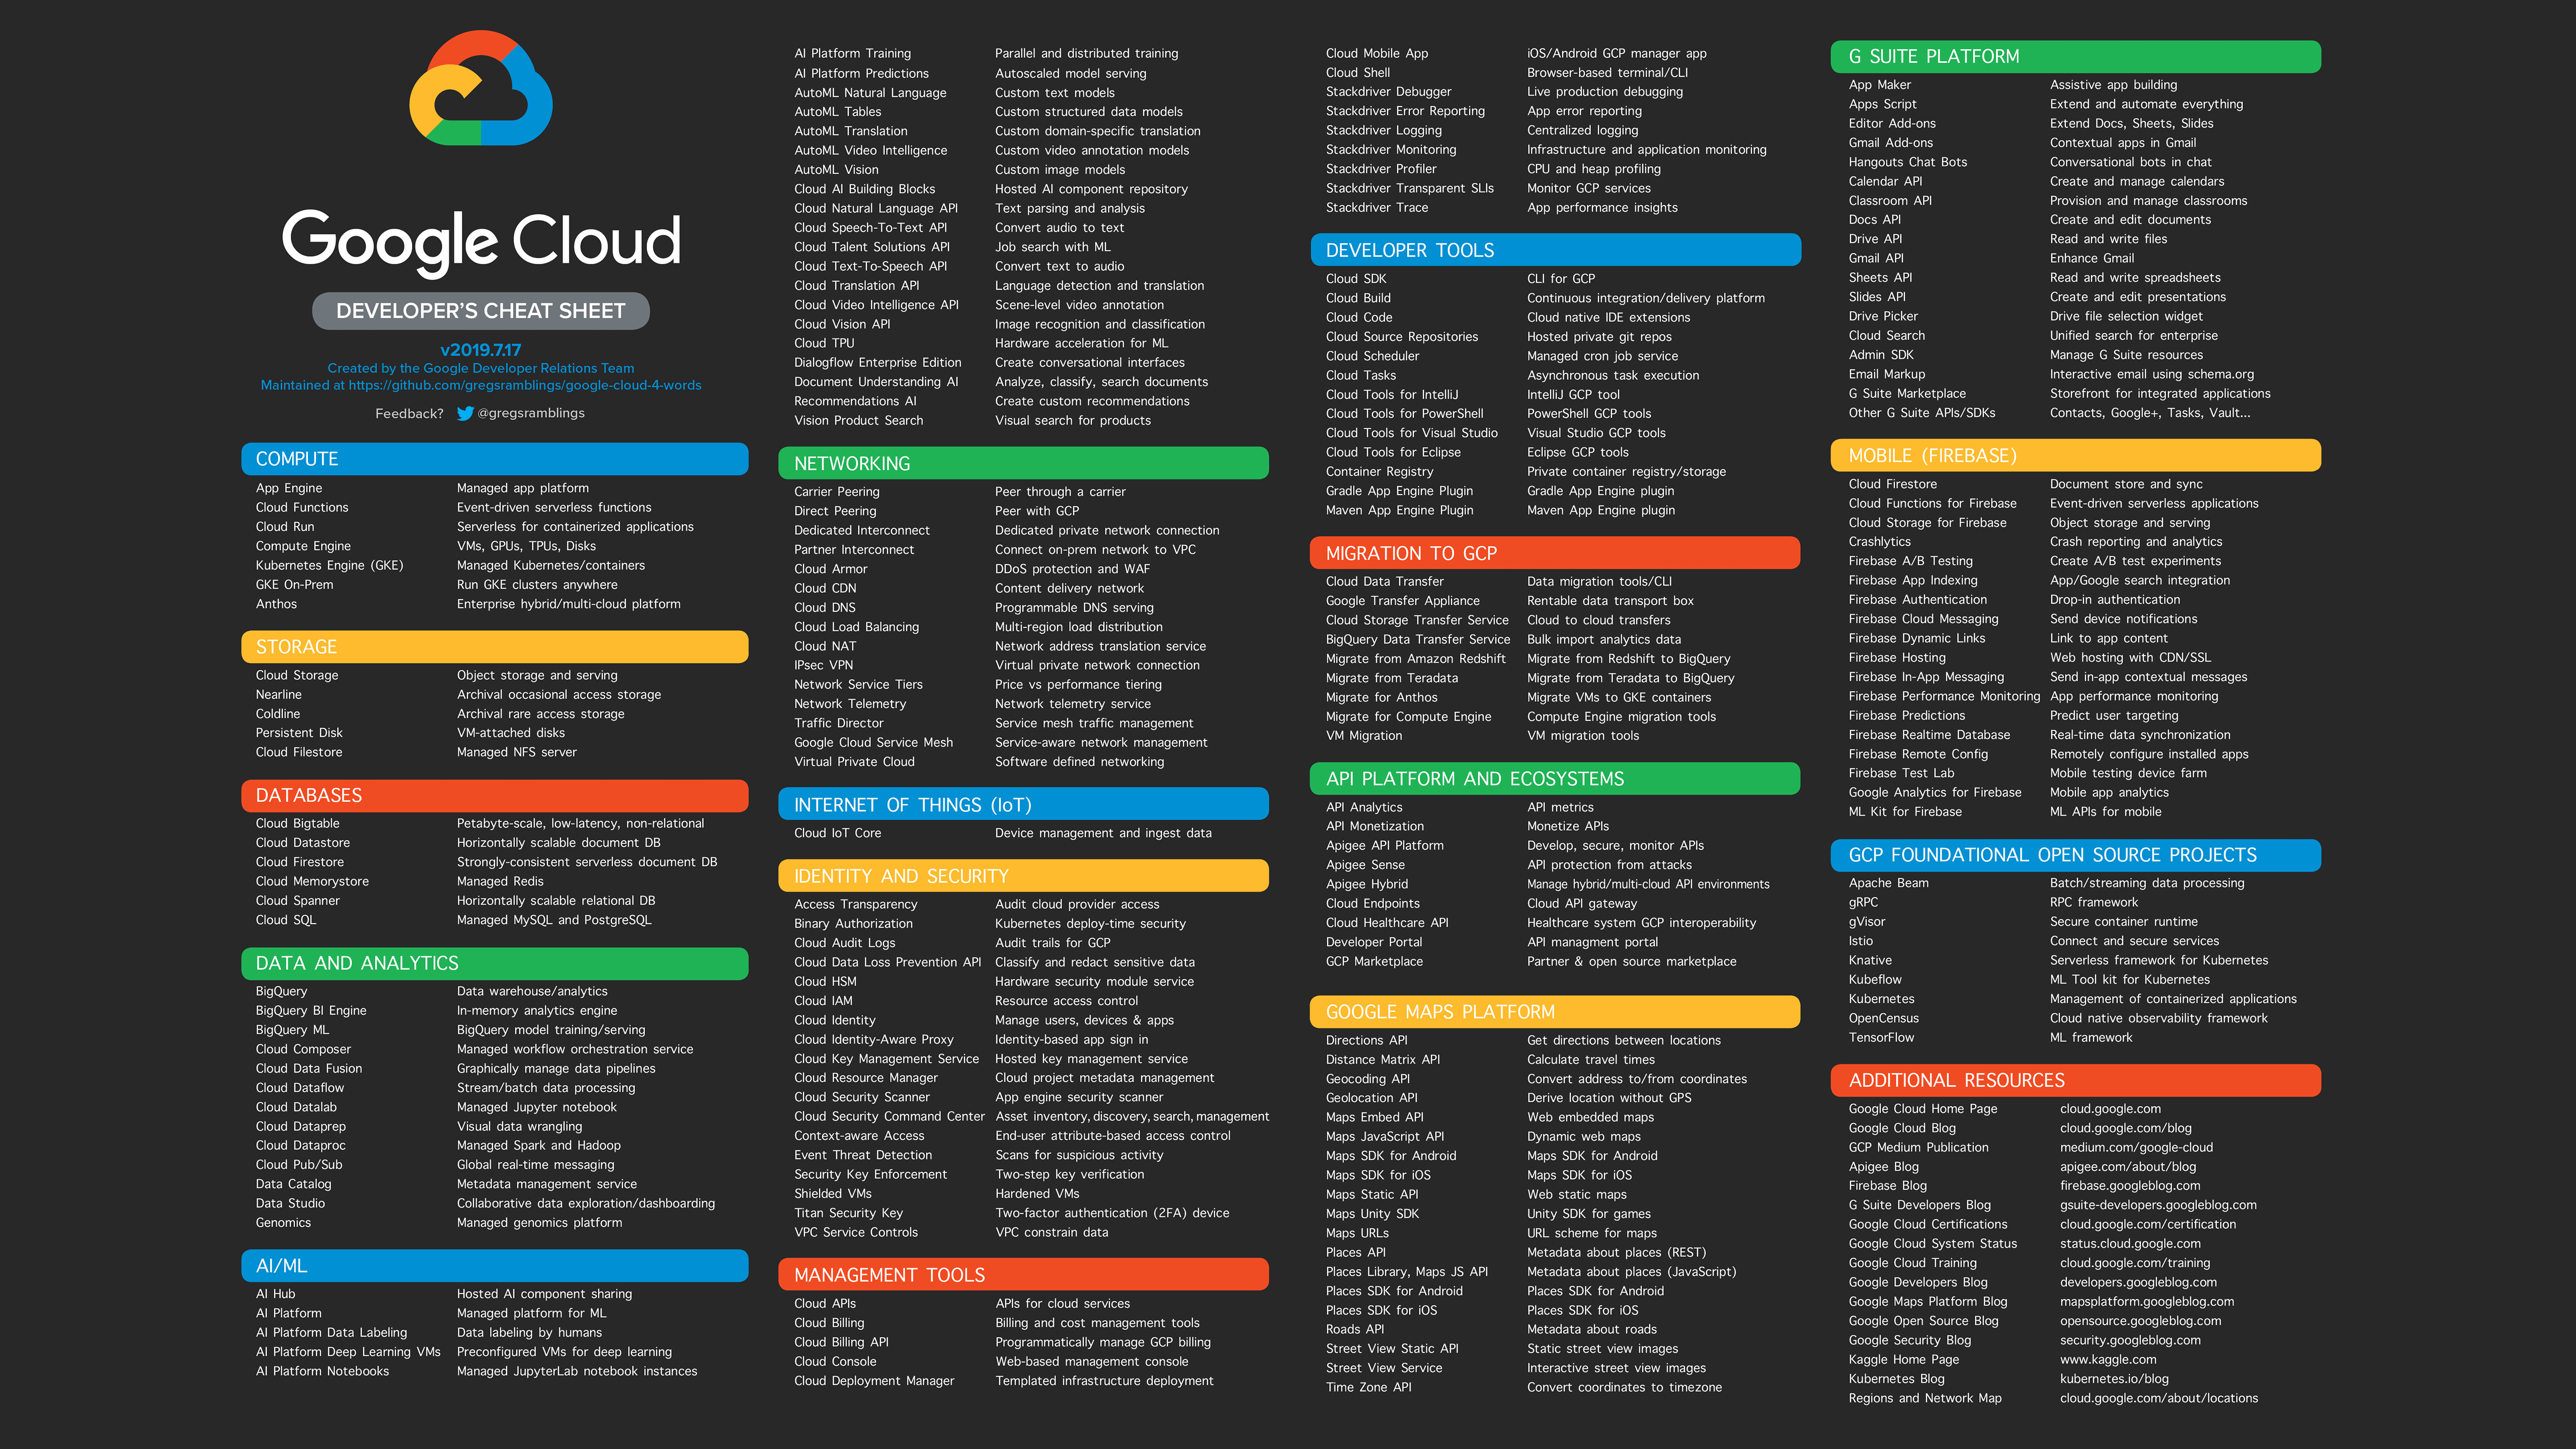 Google Cloud
DEVELOPER'S CHEAT SHEET
v2019.7.17
Created by the Google Developer Relations Team
Maintained at https://github.com/gregsramblings/google-cloud-4-words
Feedback? @gregsramblings
COMPUTE
App Engine Managed app platform
Cloud Functions Event-driven serverless functions
Cloud Run Serverless for containerized applications
Compute Engine VMs, GPUs, TPUs, Disks
Kubernetes Engine (GKE) Managed Kubernetes/containers
GKE On-Prem Run GKE clusters anywhere
Anthos Enterprise hybrid/multi-cloud platform
STORAGE
Cloud Storage Object storage and serving
Nearline Archival occasional access storage
Coldline Archival rare access storage
Persistent Disk VM-attached disks
Cloud Filestore Managed NFS server
DATABASES
Cloud Bigtable Petabyte-scale, low-latency, non-relational
Cloud Datastore Horizontally scalable document DB
Cloud Firestore Strongly-consistent serverless document DB
Cloud Memorystore Managed Redis
Cloud Spanner Horizontally scalable relational DB
Cloud SQL Managed MySQL and PostgreSQL
DATA AND ANALYTICS
BigQuery Data warehouse/analytics
BigQuery BI Engine In-memory analytics engine
BigQuery ML BigQuery model training/serving
Cloud Composer Managed workflow orchestration service
Cloud Data Fusion Graphically manage data pipelines
Cloud Dataflow Stream/batch data processing
Cloud Datalab Managed Jupyter notebook
Cloud Dataprep Visual data wrangling
Cloud Dataproc Managed Spark and Hadoop
Cloud Pub/Sub Global real-time messaging
Data Catalog Metadata management service
Data Studio Collaborative data exploration/dashboarding
Genomics Managed genomics platform
AI/ML
AI Hub Hosted AI component sharing
AI Platform Managed platform for ML
AI Platform Data Labeling Data labeling by humans
AI Platform Deep Learning VMs Preconfigured VMs for deep learning
AI Platform Notebooks Managed JupyterLab notebook instances
AI Platform Training Parallel and distributed training
AI Platform Predictions Autoscaled model serving
AutoML Natural Language Custom text models
AutoML Tables Custom structured data models
AutoML Translation Custom domain-specific translation
AutoML Video Intelligence Custom video annotation models
AutoML Vision Custom image models
Cloud AI Building Blocks Hosted AI component repository
Cloud Natural Language API Text parsing and analysis
Cloud Speech-To-Text API Convert audio to text
Cloud Talent Solutions API Job search with ML
Cloud Text-To-Speech API Convert text to audio
Cloud Translation API Language detection and translation
Cloud Video Intelligence API Scene-level video annotation
Cloud Vision API Image recognition and classification
Cloud TPU Hardware acceleration for ML
Dialogflow Enterprise Edition Create conversational interfaces
Document Understanding AI Analyze, classify, search documents
Recommendations AI Create custom recommendations
Vision Product Search Visual search for products
NETWORKING
Carrier Peering Peer through a carrier
Direct Peering Peer with GCP
Dedicated Interconnect Dedicated private network connection
Partner Interconnect Connect on-prem network to VPC
Cloud Armor DDoS protection and WAF
Cloud CDN Content delivery network
Cloud DNS Programmable DNS serving
Cloud Load Balancing Multi-region load distribution
Cloud NAT Network address translation service
IPsec VPN Virtual private network connection
Network Service Tiers Price vs performance tiering
Network Telemetry Network telemetry service
Traffic Director Service mesh traffic management
Google Cloud Service Mesh Service-aware network management
Virtual Private Cloud Software defined networking
INTERNET OF THINGS (IoT)
Cloud IoT Core Device management and ingest data
IDENTITY AND SECURITY
Access Transparency Audit cloud provider access
Binary Authorization Kubernetes deploy-time security
Cloud Audit Logs Audit trails for GCP
Cloud Data Loss Prevention API Classify and redact sensitive data
Cloud HSM Hardware security module service
Cloud IAM Resource access control
Cloud Identity Manage users, devices & apps
Cloud Identity-Aware Proxy Identity-based app sign in
Cloud Key Management Service Hosted key management service
Cloud Resource Manager Cloud project metadata management
Cloud Security Scanner App engine security scanner
Cloud Security Command Center Asset inventory, discovery, search, management
Context-aware Access End-user attribute-based access control
Event Threat Detection Scans for suspicious activity
Security Key Enforcement Two-step key verification
Shielded VMs Hardened VMs
Titan Security Key Two-factor authentication (2FA) device
VPC Service Controls VPC constrain data
MANAGEMENT TOOLS
Cloud APIs APIs for cloud services
Cloud Billing Billing and cost management tools
Cloud Billing API Programmatically manage GCP billing
Cloud Console Web-based management console
Cloud Deployment Manager Templated infrastructure deployment
Cloud Mobile App iOS/Android GCP manager app
Cloud Shell Browser-based terminal/CLI
Stackdriver Debugger Live production debugging
Stackdriver Error Reporting App error reporting
Stackdriver Logging Centralized logging
Stackdriver Monitoring Infrastructure and application monitoring
Stackdriver Profiler CPU and heap profiling
Stackdriver Transparent SLIs Monitor GCP services
Stackdriver Trace App performance insights
DEVELOPER TOOLS
Cloud SDK CLI for GCP
Cloud Build Continuous integration/delivery platform
Cloud Code Cloud native IDE extensions
Cloud Source Repositories Hosted private git repos
Cloud Scheduler Managed cron job service
Cloud Tasks Asynchronous task execution
Cloud Tools for IntelliJ IntelliJ GCP tool
Cloud Tools for PowerShell PowerShell GCP tools
Cloud Tools for Visual Studio Visual Studio GCP tools
Cloud Tools for Eclipse Eclipse GCP tools
Container Registry Private container registry/storage
Gradle App Engine Plugin Gradle App Engine plugin
Maven App Engine Plugin Maven App Engine plugin
MIGRATION TO GCP
Cloud Data Transfer Data migration tools/CLI
Google Transfer Appliance Rentable data transport box
Cloud Storage Transfer Service Cloud to cloud transfers
BigQuery Data Transfer Service Bulk import analytics data
Migrate from Amazon Redshift Migrate from Redshift to BigQuery
Migrate from Teradata Migrate from Teradata to BigQuery
Migrate for Anthos Migrate VMs to GKE containers
Migrate for Compute Engine Compute Engine migration tools
VM Migration VM migration tools
API PLATFORM AND ECOSYSTEMS
API Analytics API metrics
API Monetization Monetize APIs
Apigee API Platform Develop, secure, monitor APIs
Apigee Sense API protection from attacks
Apigee Hybrid Manage hybrid/multi-cloud API environments
Cloud Endpoints Cloud API gateway
Cloud Healthcare API Healthcare system GCP interoperability
Developer Portal API managment portal
GCP Marketplace Partner & open source marketplace
GOOGLE MAPS PLATFORM
Directions API Get directions between locations
Distance Matrix API Calculate travel times
Geocoding API Convert address to/from coordinates
Geolocation API Derive location without GPS
Maps Embed API Web embedded maps
Maps JavaScript API Dynamic web maps
Maps SDK for Android Maps SDK for Android
Maps SDK for iOS Maps SDK for iOS
Maps Static API Web static maps
Maps Unity SDK Unity SDK for games
Maps URLs URL scheme for maps
Places API Metadata about places (REST)
Places Library, Maps JS API Metadata about places (JavaScript)
Places SDK for Android Places SDK for Android
Places SDK for iOS Places SDK for iOS
Roads API Metadata about roads
Street View Static API Static street view images
Street View Service Interactive street view images
Time Zone API Convert coordinates to timezone
G SUITE PLATFORM
App Maker Assistive app building
Apps Script Extend and automate everything
Editor Add-ons Extend Docs, Sheets, Slides
Gmail Add-ons Contextual apps in Gmail
Hangouts Chat Bots Conversational bots in chat
Calendar API Create and manage calendars
Classroom API Provision and manage classrooms
Docs API Create and edit documents
Drive API Read and write files
Gmail API Enhance Gmail
Sheets API Read and write spreadsheets
Slides API Create and edit presentations
Drive Picker Drive file selection widget
Cloud Search Unified search for enterprise
Admin SDK Manage G Suite resources
Email Markup Interactive email using schema.org
G Suite Marketplace Storefront for integrated applications
Other G Suite APIs/SDKs Contacts, Google+, Tasks, Vault...
MOBILE (FIREBASE)
Cloud Firestore Document store and sync
Cloud Functions for Firebase Event-driven serverless applications
Cloud Storage for Firebase Object storage and serving
Crashlytics Crash reporting and analytics
Firebase A/B Testing Create A/B test experiments
Firebase App Indexing App/Google search integration
Firebase Authentication Drop-in authentication
Firebase Cloud Messaging Send device notifications
Firebase Dynamic Links Link to app content
Firebase Hosting Web hosting with CDN/SSL
Firebase In-App Messaging Send in-app contextual messages
Firebase Performance Monitoring App performance monitoring
Firebase Predictions Predict user targeting
Firebase Realtime Database Real-time data synchronization
Firebase Remote Config Remotely configure installed apps
Firebase Test Lab Mobile testing device farm
Google Analytics for Firebase Mobile app analytics
ML Kit for Firebase ML APIs for mobile
GCP FOUNDATIONAL OPEN SOURCE PROJECTS
Apache Beam Batch/streaming data processing
gRPC RPC framework
gVisor Secure container runtime
Istio Connect and secure services
Knative Serverless framework for Kubernetes
Kubeflow ML Tool kit for Kubernetes
Kubernetes Management of containerized applications
OpenCensus Cloud native observability framework
TensorFlow ML framework
ADDITIONAL RESOURCES
Google Cloud Home Page cloud.google.com
Google Cloud Blog cloud.google.com/blog
GCP Medium Publication medium.com/google-cloud
Apigee Blog apigee.com/about/blog
Firebase Blog firebase.googleblog.com
G Suite Developers Blog gsuite-developers.googleblog.com
Google Cloud Certifications cloud.google.com/certification
Google Cloud System Status status.cloud.google.com
Google Cloud Training cloud.google.com/training
Google Developers Blog developers.googleblog.com
Google Maps Platform Blog mapsplatform.googleblog.com
Google Open Source Blog opensource.googleblog.com
Google Security Blog security.googleblog.com
Kaggle Home Page www.kaggle.com
Kubernetes Blog kubernetes.io/blog
Regions and Network Map cloud.google.com/about/locations